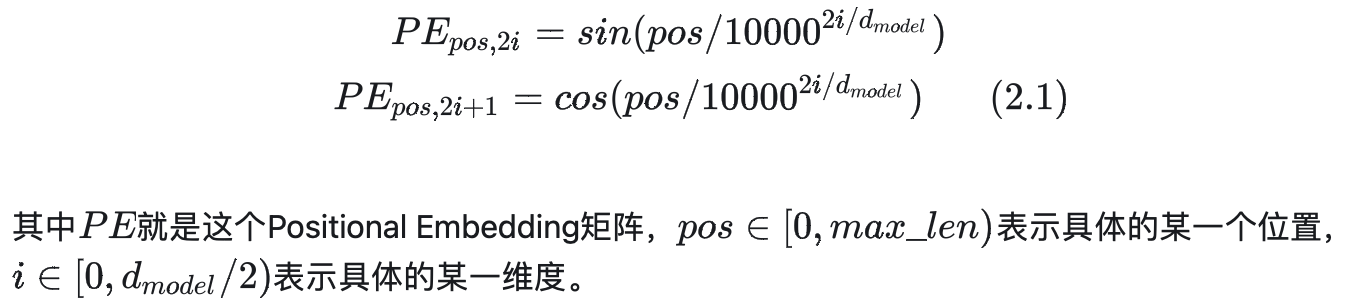 $PE_{pos,2i} = sin(pos/10000^{2i/d_{model}})$
$PE_{pos,2i+1} = cos(pos/10000^{2i/d_{model}})$ (2.1)
其中$PE$就是这个Positional Embedding矩阵，$pos \in [0, max\_len)$表示具体的某一个位置，
$i \in [0, d_{model}/2)$表示具体的某一维度。